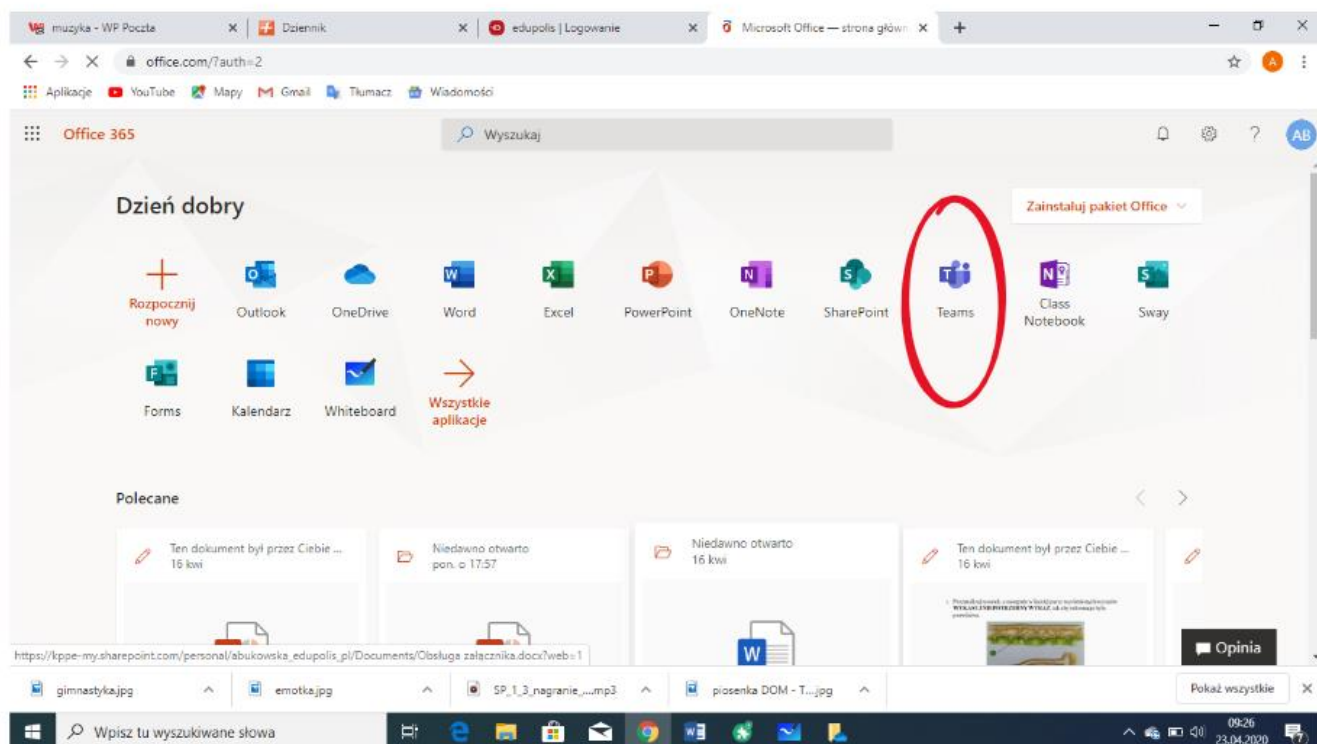 muzyka - WP Poczta
Dziennik
edupolis | Logowanie
Microsoft Office — strona główn
office.com/?auth=2
A
Aplikacje YouTube Mapy Gmail Tłumacz Wiadomości
Office 365
Wyszukaj
?
AB
Dzień dobry
Zainstaluj pakiet Office
Rozpocznij
nowy
Outlook
OneDrive
Word
Excel
PowerPoint
OneNote
SharePoint
Teams
Class
Notebook
Sway
Forms
Kalendarz
Whiteboard
Wszystkie
aplikacje
Polecane
Ten dokument był przez Ciebie ...
16 kwi
Niedawno otwarto
pon. o 17:57
Niedawno otwarto
16 kwi
Ten dokument był przez Ciebie ...
16 kwi
https://kppe-my.sharepoint.com/personal/abukowska_edupolis_pl/Documents/Obsługa załącznika.docx?web=1
Opinia
gimnastyka.jpg
emotka.jpg
SP_1_3_nagranie_....mp3
piosenka DOM - T....jpg
Pokaż wszystkie
Wpisz tu wyszukiwane słowa
09:26
23.04.2020
7